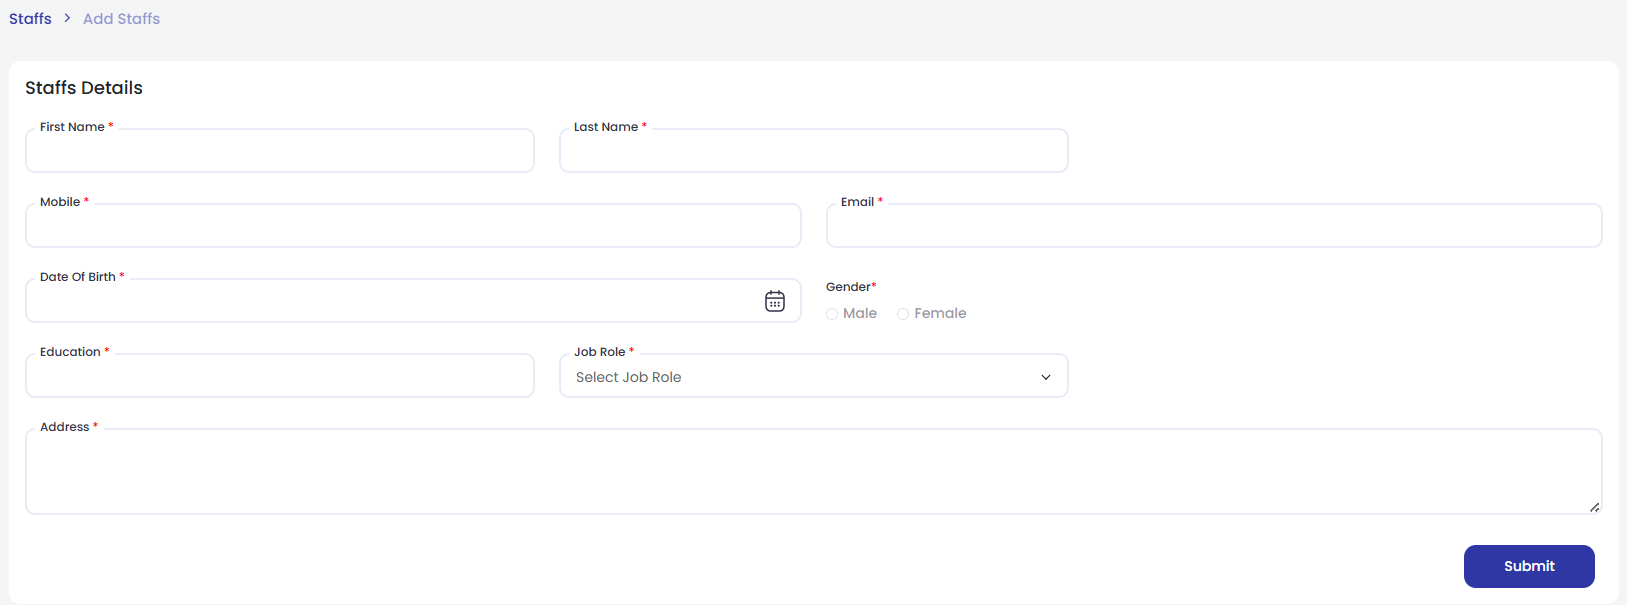 Staffs > Add Staffs
Staffs Details
First Name * Last Name *
Mobile * Email *
Date Of Birth * Gender*
Male Female
Education * Job Role *
Select Job Role
Address *
Submit